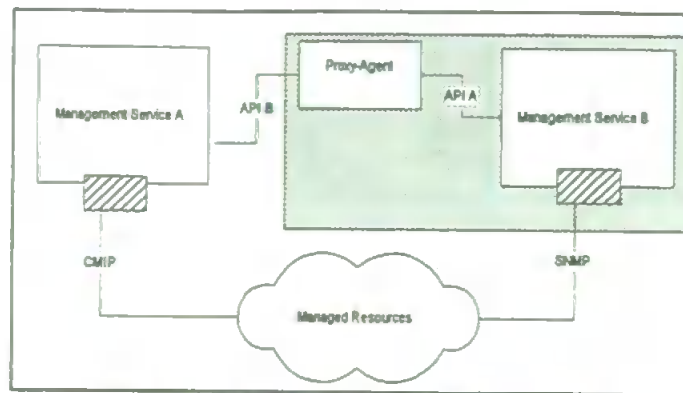 Proxy-Agent
Management Service A
API B
API A
Management Service B
CMIP
SNMP
Managed Resources